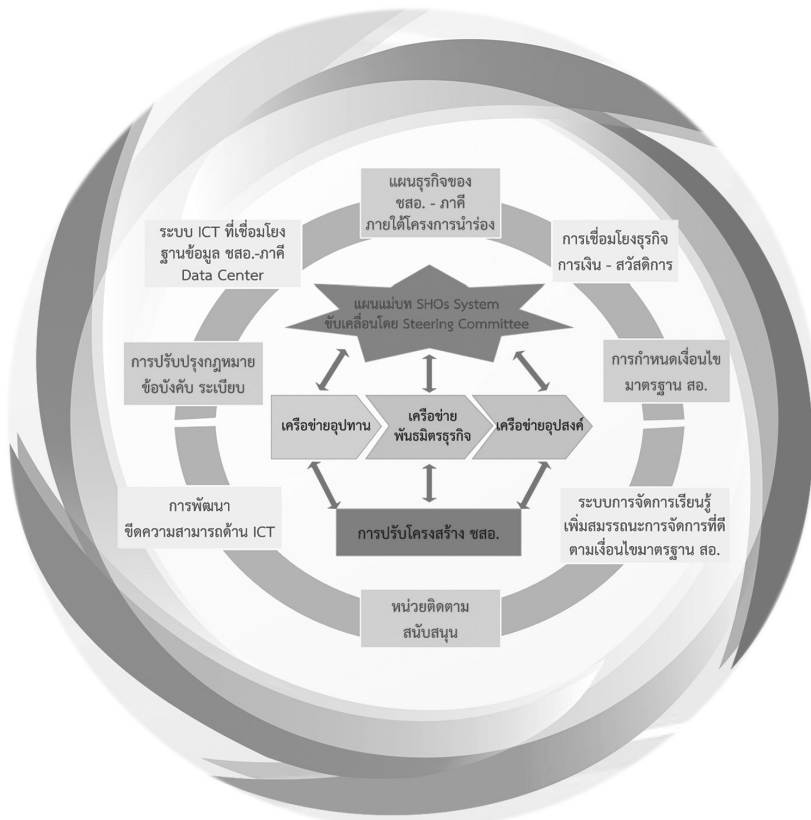 แผนธุรกิจของ
ชสอ. - ภาคี
ภายใต้โครงการนำร่อง
ระบบ ICT ที่เชื่อมโยง
ฐานข้อมูล ชสอ.-ภาคี
Data Center
การเชื่อมโยงธุรกิจ
การเงิน - สวัสดิการ
แผนแม่บท SHOs System
ขับเคลื่อนโดย Steering Committee
การปรับปรุงกฎหมาย
ข้อบังคับ ระเบียบ
การกำหนดเงื่อนไข
มาตรฐาน สอ.
เครือข่ายอุปทาน
เครือข่าย
พันธมิตรธุรกิจ
เครือข่ายอุปสงค์
การพัฒนา
ขีดความสามารถด้าน ICT
การปรับโครงสร้าง ชสอ.
ระบบการจัดการเรียนรู้
เพิ่มสมรรถนะการจัดการที่ดี
ตามเงื่อนไขมาตรฐาน สอ.
หน่วยติดตาม
สนับสนุน